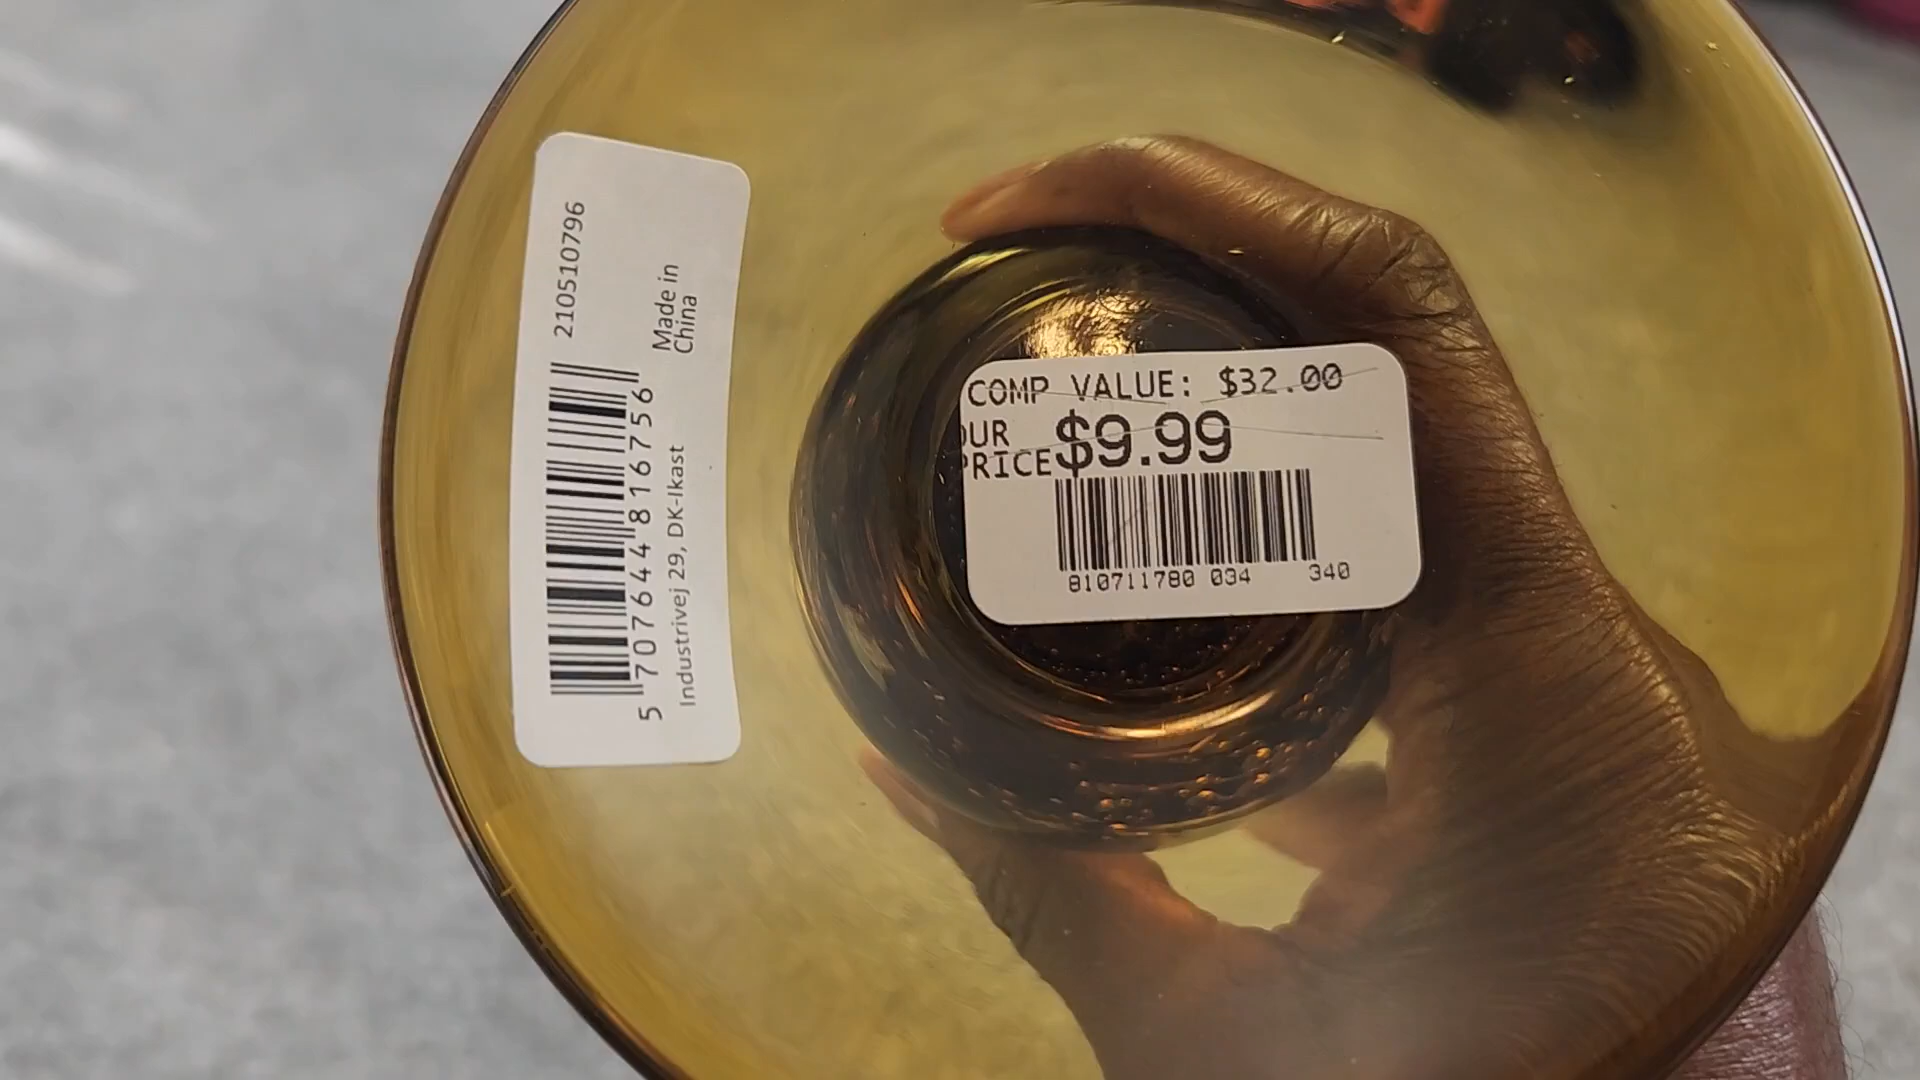 210510796
Made in
China
5 707644 816756
Industrivej 29, DK-Ikast
COMP VALUE: $32.00
OUR
PRICE $9.99
810711780 034 340